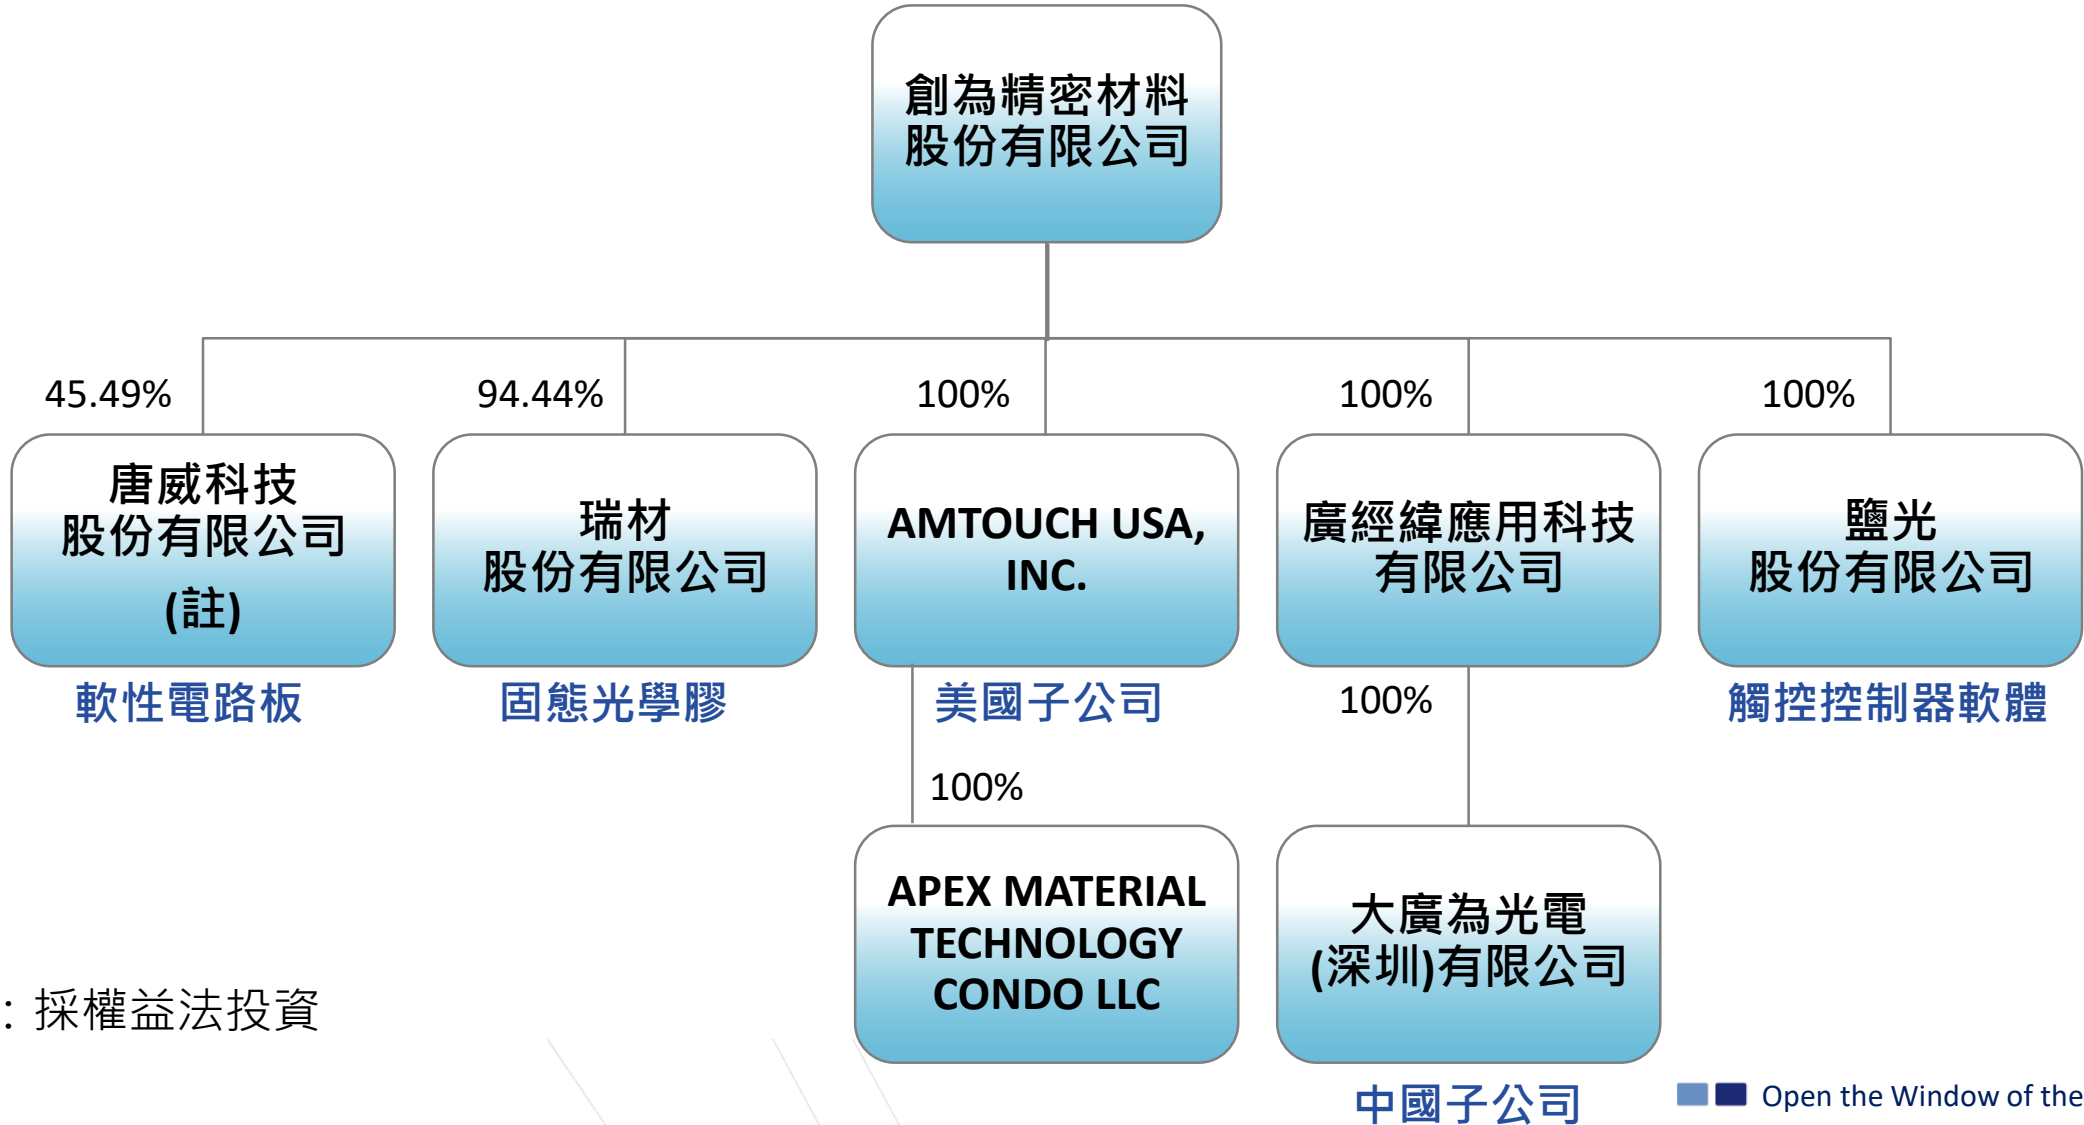 創為精密材料
股份有限公司
45.49%
94.44%
100%
100%
100%
唐威科技
股份有限公司
(註)
瑞材
股份有限公司
AMTOUCH USA,
INC.
廣經緯應用科技
有限公司
鹽光
股份有限公司
軟性電路板
固態光學膠
美國子公司
100%
觸控控制器軟體
100%
APEX MATERIAL
TECHNOLOGY
CONDO LLC
大廣為光電
(深圳)有限公司
: 採權益法投資
中國子公司
Open the Window of the